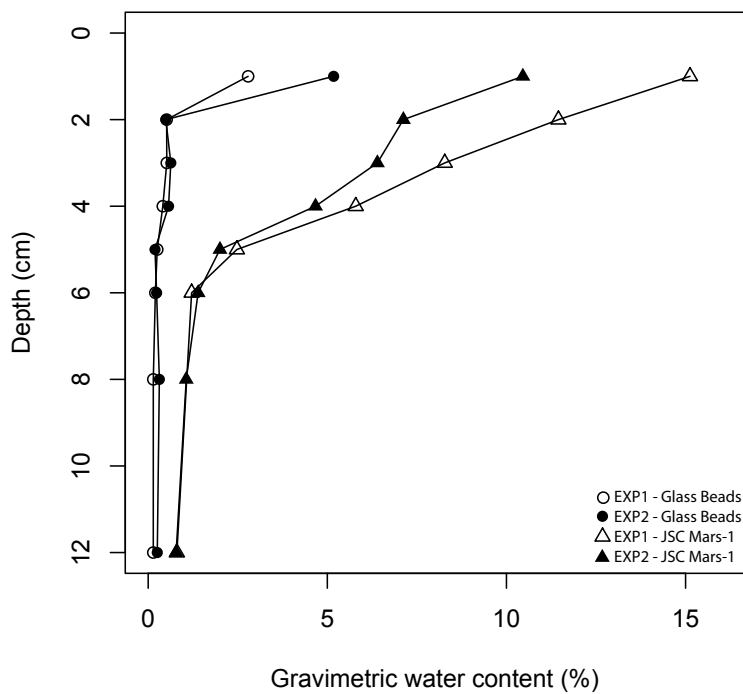 0
2
4
6
8
10
12
Depth (cm)
EXP1 - Glass Beads
EXP2 - Glass Beads
EXP1 - JSC Mars-1
EXP2 - JSC Mars-1
0 5 10 15
Gravimetric water content (%)